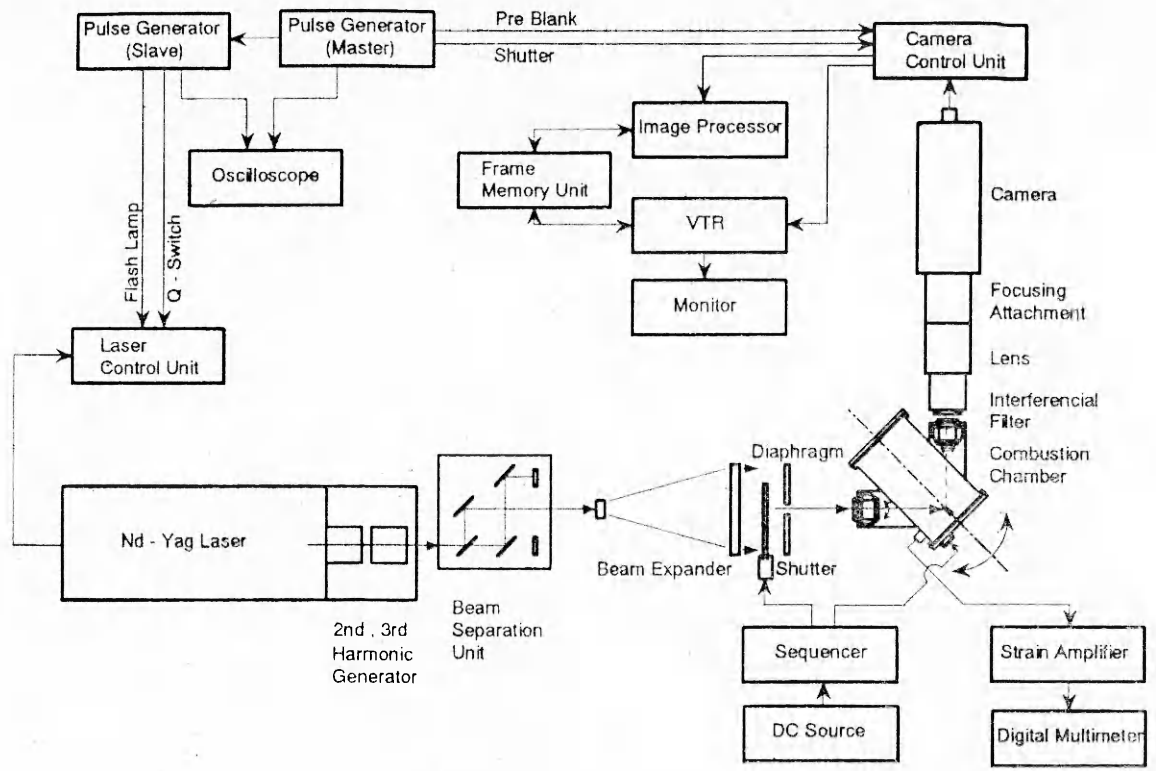 Pulse Generator
(Slave)
Pulse Generator
(Master)
Pre Blank
Shutter
Camera
Control Unit
Image Processor
Oscilloscope
Frame
Memory Unit
Camera
VTR
Flash Lamp
Q - Switch
Monitor
Focusing
Attachment
Laser
Control Unit
Lens
Interferencial
Filter
Diaphragm
Combustion
Chamber
Nd - Yag Laser
Beam Expander
Shutter
Beam
Separation
Unit
2nd , 3rd
Harmonic
Generator
Sequencer
Strain Amplifier
DC Source
Digital Multimeter